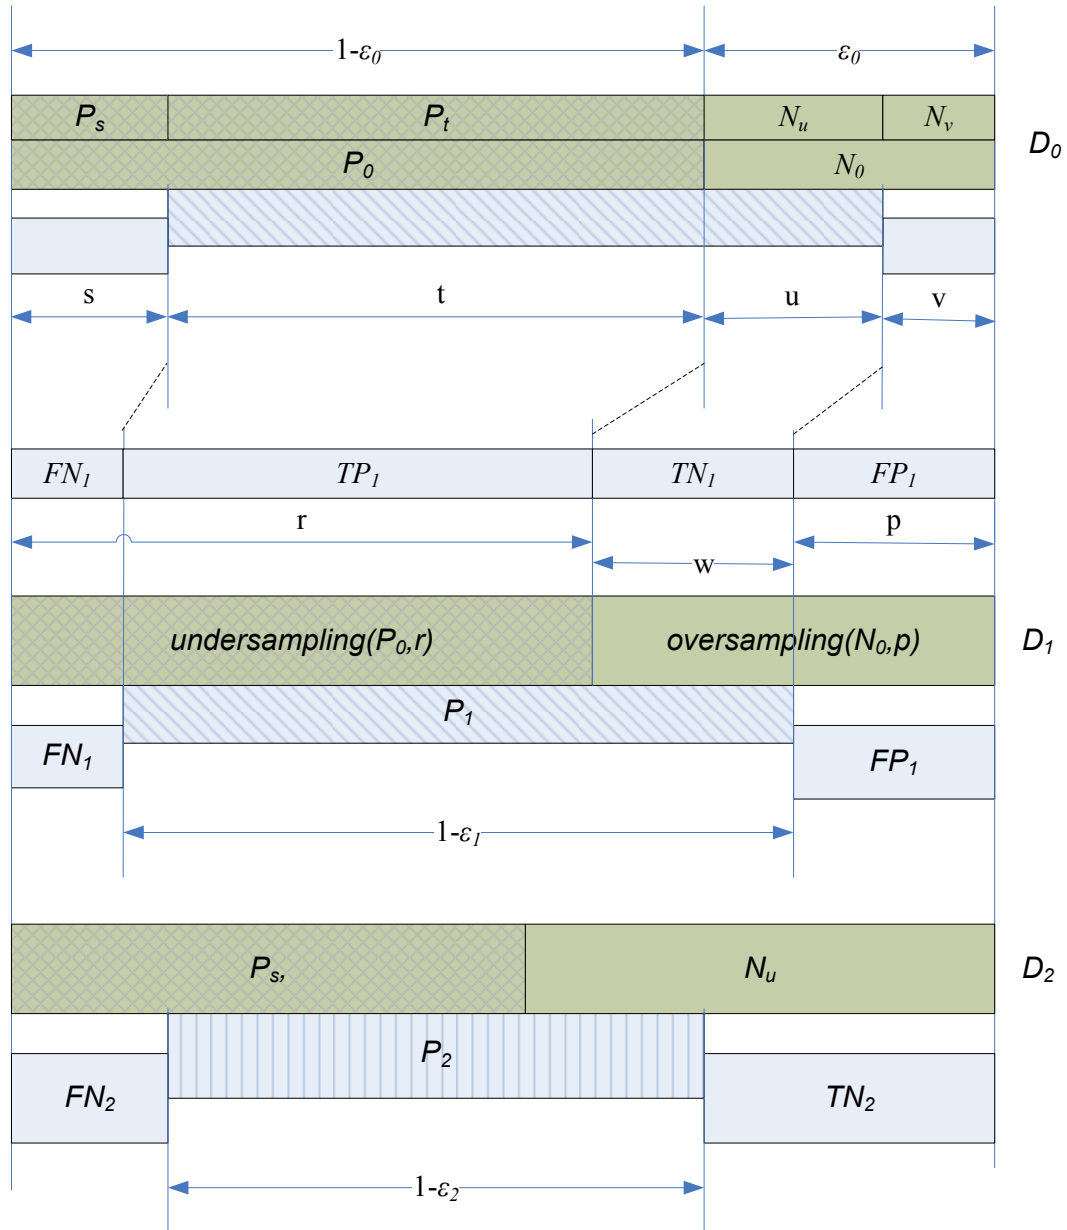 1-ε₀ ε₀
Pₛ Pₜ Nᵤ Nᵥ
D₀
P₀ N₀
s t u v
FN₁ TP₁ TN₁ FP₁
r p
w
undersampling(P₀,r) oversampling(N₀,p) D₁
P₁
FN₁ FP₁
1-ε₁
Pₛ, Nᵤ D₂
P₂
FN₂ TN₂
1-ε₂